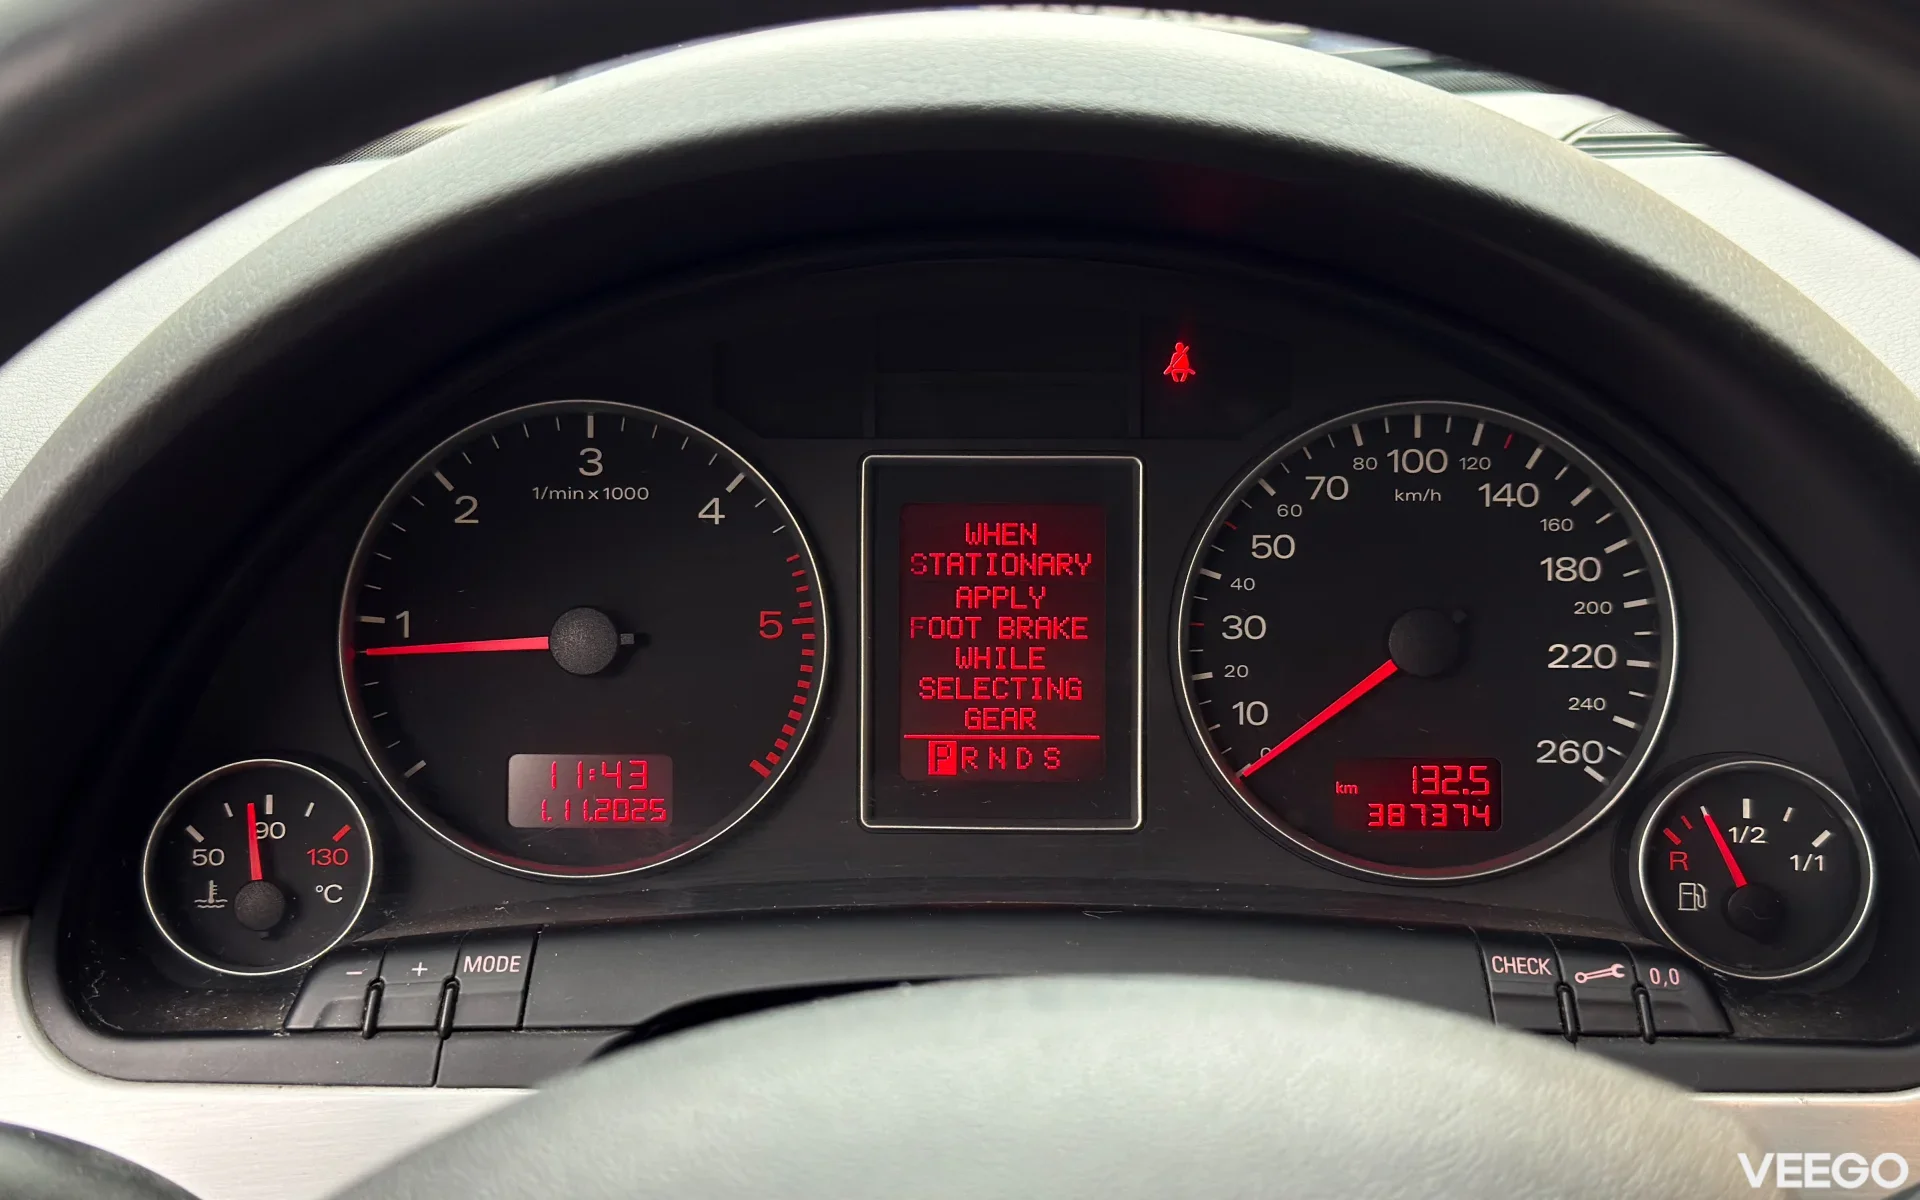 3
1/min x 1000
2
4
1
5
11:43
1.11.2025
50
90
130
°C
WHEN
STATIONARY
APPLY
FOOT BRAKE
WHILE
SELECTING
GEAR
P R N D S
80 100 120
70
km/h
140
60
160
50
180
40
200
30
220
20
240
10
260
0
km 132.5
387374
R
1/2
1/1
- + MODE
CHECK 0,0
VEEGO